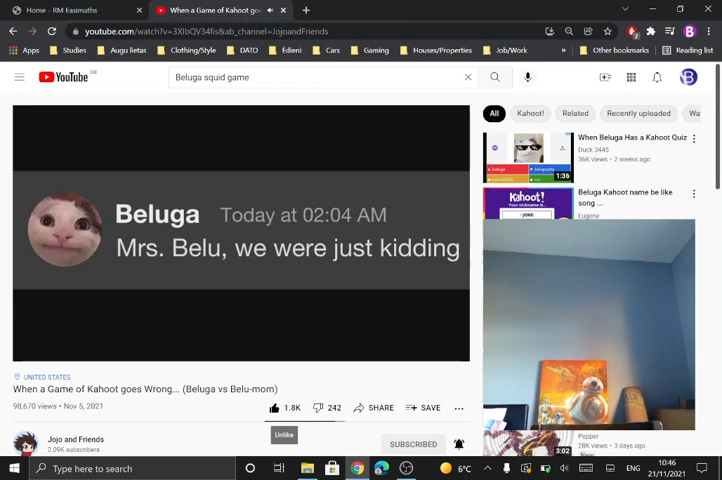 Home - RM Easimaths
When a Game of Kahoot goe
youtube.com/watch?v=3XIbQV34fis&ab_channel=JojoandFriends
Apps Studies Augu lietas Clothing/Style DATO Edieni Cars Gaming Houses/Properties Job/Work » Other bookmarks Reading list
YouTube
Beluga squid game
All Kahoot! Related Recently uploaded Wa
When Beluga Has a Kahoot Quiz
Duck 3445
36K views • 2 weeks ago
1:36
Beluga Kahoot name be like song ...
Eugene
Kahoot!
JOKE
Beluga Today at 02:04 AM
Mrs. Belu, we were just kidding
UNITED STATES
When a Game of Kahoot goes Wrong... (Beluga vs Belu-mom)
98,670 views • Nov 5, 2021
1.8K 242 SHARE SAVE
Unlike
Jojo and Friends
2.09K subscribers
SUBSCRIBED
Pepper
28K views • 3 days ago
New
3:02
Type here to search
6°C
ENG
10:46
21/11/2021